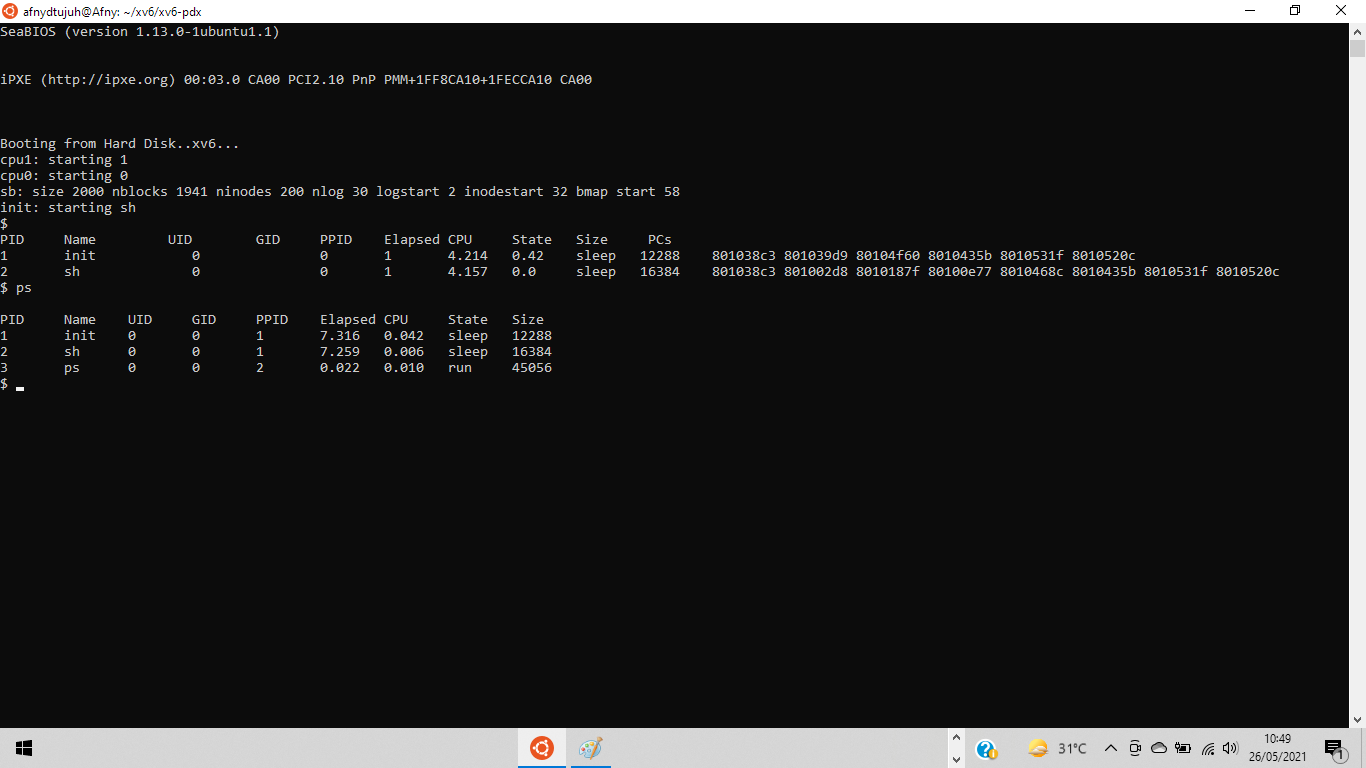 afnydtujuh@Afny: ~/xv6/xv6-pdx
SeaBIOS (version 1.13.0-1ubuntu1.1)
iPXE (http://ipxe.org) 00:03.0 CA00 PCI2.10 PnP PMM+1FF8CA10+1FECCA10 CA00
Booting from Hard Disk..xv6...
cpu1: starting 1
cpu0: starting 0
sb: size 2000 nblocks 1941 ninodes 200 nlog 30 logstart 2 inodestart 32 bmap start 58
init: starting sh
$
PID     Name         UID        GID     PPID    Elapsed CPU     State   Size     PCs
1       init            0               0       1       4.214   0.42    sleep   12288    801038c3 801039d9 80104f60 8010435b 8010531f 8010520c
2       sh              0               0       1       4.157   0.0     sleep   16384    801038c3 801002d8 8010187f 80100e77 8010468c 8010435b 8010531f 8010520c
$ ps
PID     Name    UID     GID     PPID    Elapsed CPU     State   Size
1       init    0       0       1       7.316   0.042   sleep   12288
2       sh      0       0       1       7.259   0.006   sleep   16384
3       ps      0       0       2       0.022   0.010   run     45056
$
31°C
10:49
26/05/2021
1